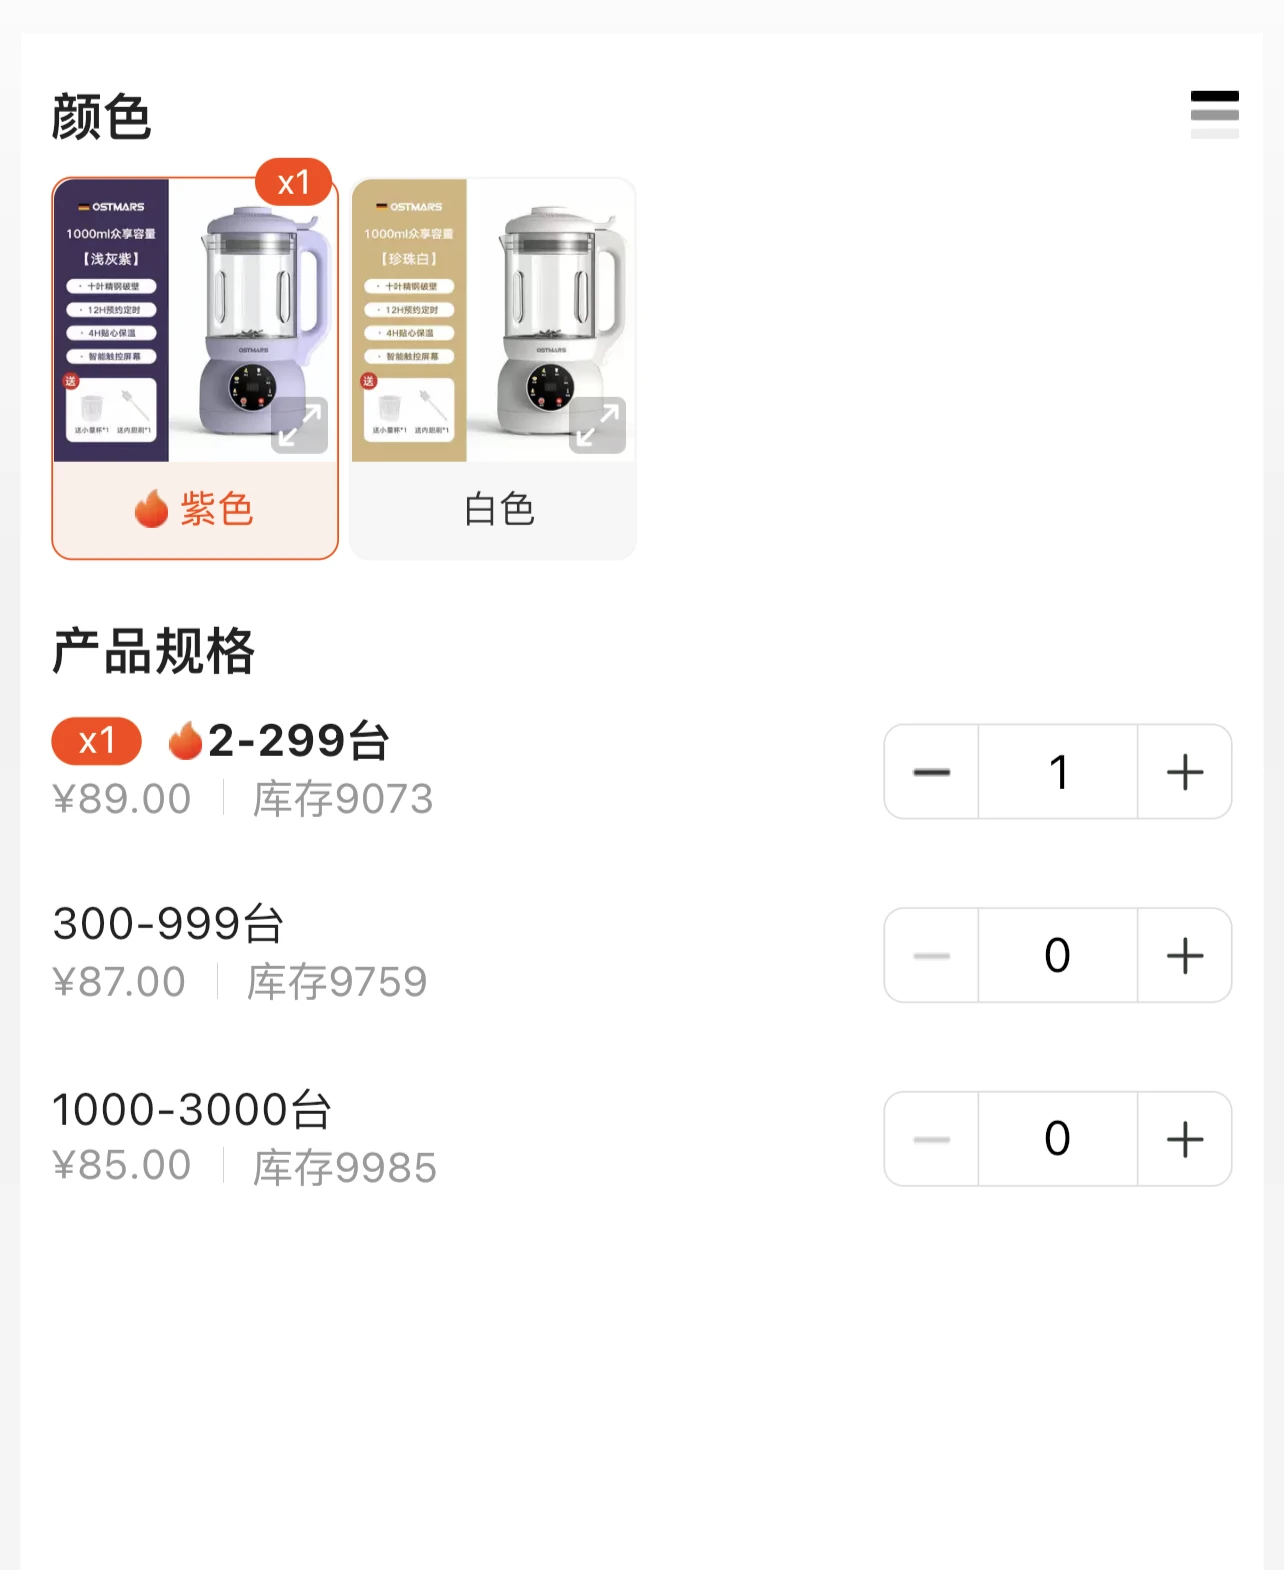 颜色
x1
OSTMARS
1000ml众享容量
【浅灰紫】
· 十叶精钢破壁
· 12H预约定时
· 4H贴心保温
· 智能触控屏幕
送
送小量杯*1 送内胆刷*1
OSTMARS
紫色
OSTMARS
1000ml众享容量
【珍珠白】
· 十叶精钢破壁
· 12H预约定时
· 4H贴心保温
· 智能触控屏幕
送
送小量杯*1 送内胆刷*1
OSTMARS
白色
产品规格
x1 2-299台
¥89.00 库存9073
1
300-999台
¥87.00 库存9759
0
1000-3000台
¥85.00 库存9985
0